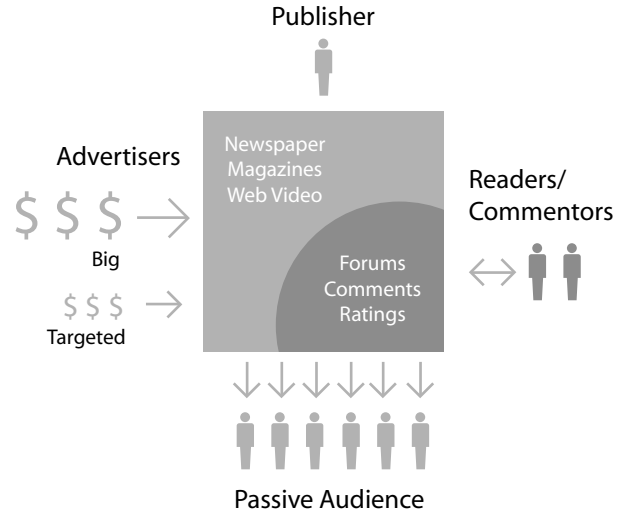 Publisher
Newspaper
Magazines
Web Video
Advertisers
$ $ $
Big
$ $ $
Targeted
Readers/
Commentors
Forums
Comments
Ratings
Passive Audience